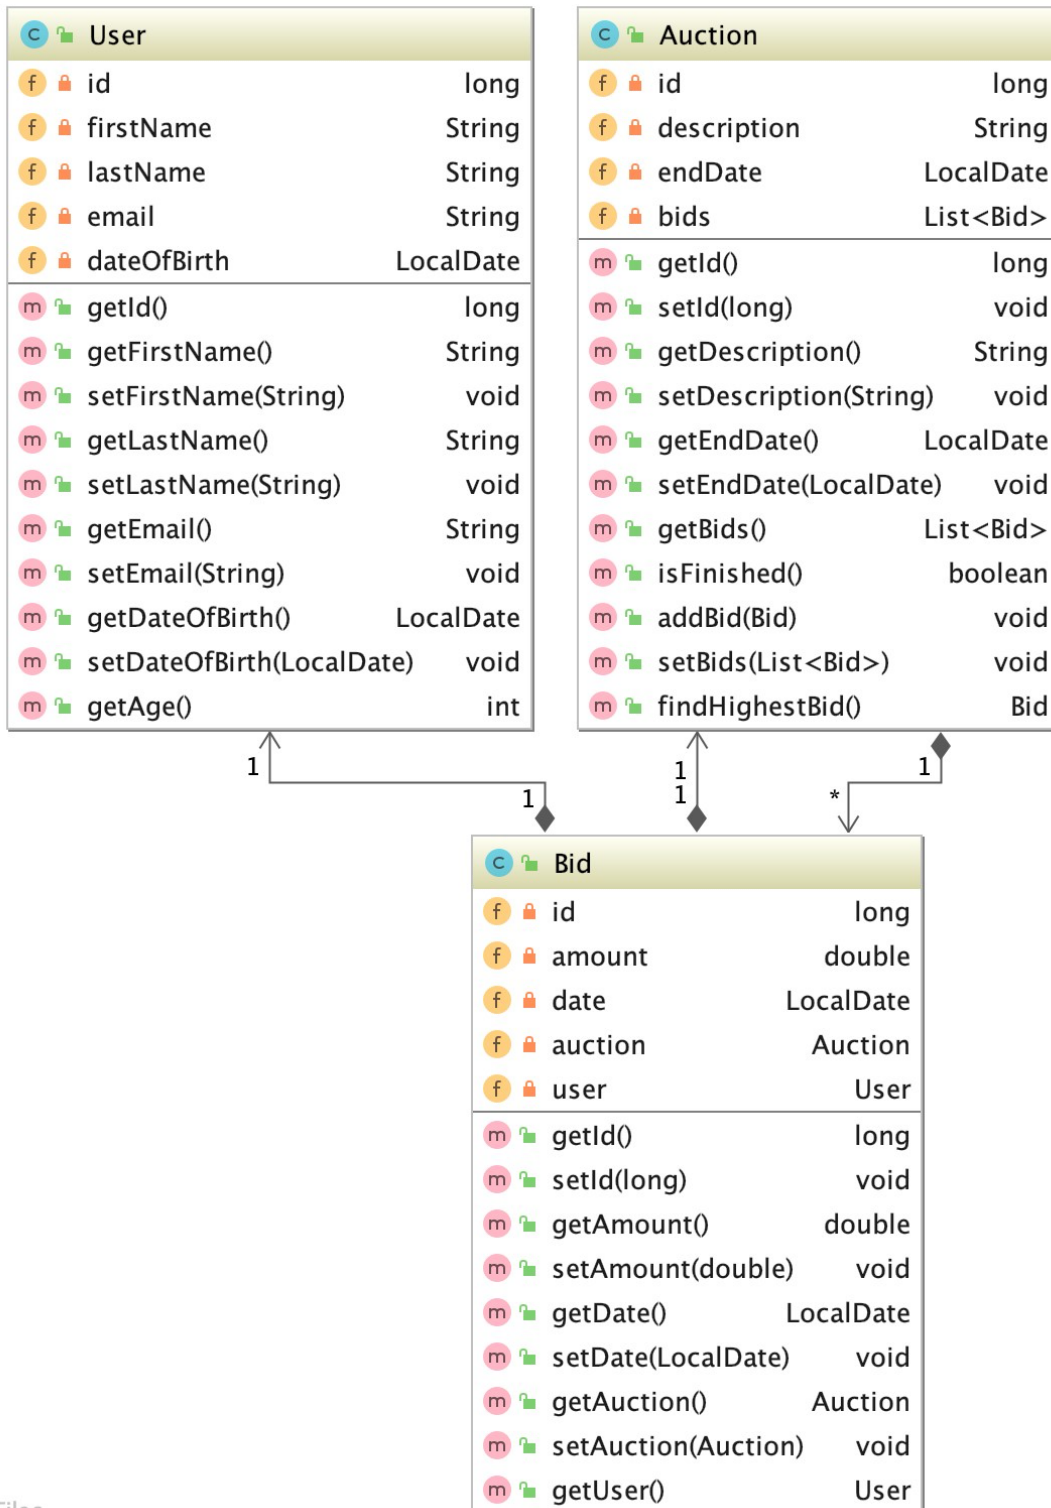 User
id long
firstName String
lastName String
email String
dateOfBirth LocalDate
getId() long
getFirstName() String
setFirstName(String) void
getLastName() String
setLastName(String) void
getEmail() String
setEmail(String) void
getDateOfBirth() LocalDate
setDateOfBirth(LocalDate) void
getAge() int
Auction
id long
description String
endDate LocalDate
bids List<Bid>
getId() long
setId(long) void
getDescription() String
setDescription(String) void
getEndDate() LocalDate
setEndDate(LocalDate) void
getBids() List<Bid>
isFinished() boolean
addBid(Bid) void
setBids(List<Bid>) void
findHighestBid() Bid
1
1
1
1
1
*
Bid
id long
amount double
date LocalDate
auction Auction
user User
getId() long
setId(long) void
getAmount() double
setAmount(double) void
getDate() LocalDate
setDate(LocalDate) void
getAuction() Auction
setAuction(Auction) void
getUser() User